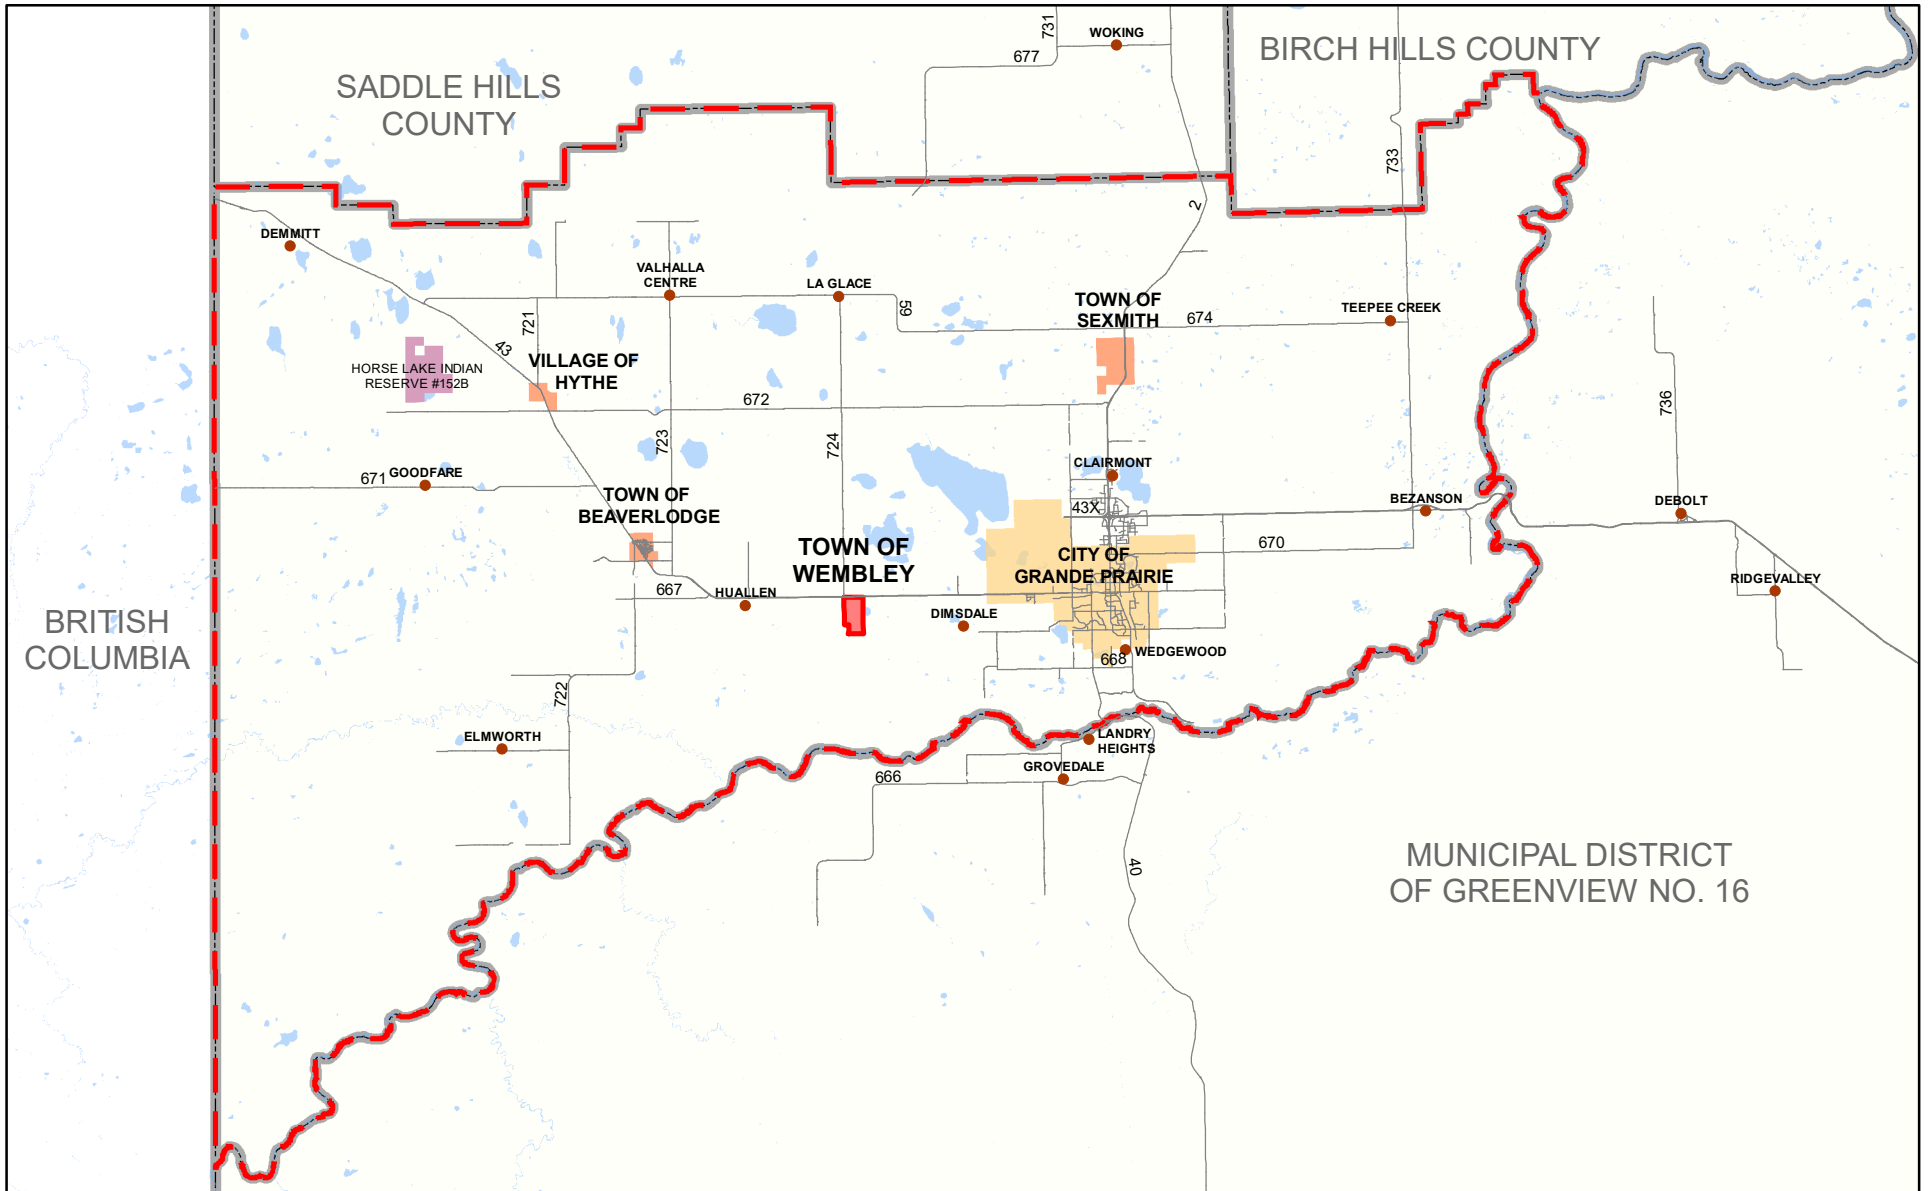 731
WOKING
677
BIRCH HILLS COUNTY
SADDLE HILLS
COUNTY
733
2
DEMMITT
VALHALLA
CENTRE
LA GLACE
59
TOWN OF
SEXMITH
674
TEEPEE CREEK
721
43
HORSE LAKE INDIAN
RESERVE #152B
VILLAGE OF
HYTHE
672
736
723
724
671
GOODFARE
CLAIRMONT
TOWN OF
BEAVERLODGE
43X
BEZANSON
DEBOLT
TOWN OF
WEMBLEY
CITY OF
GRANDE PRAIRIE
670
RIDGEVALLEY
667
HUALLEN
DIMSDALE
BRITISH
COLUMBIA
668
WEDGEWOOD
722
ELMWORTH
LANDRY
HEIGHTS
GROVEDALE
666
40
MUNICIPAL DISTRICT
OF GREENVIEW NO. 16